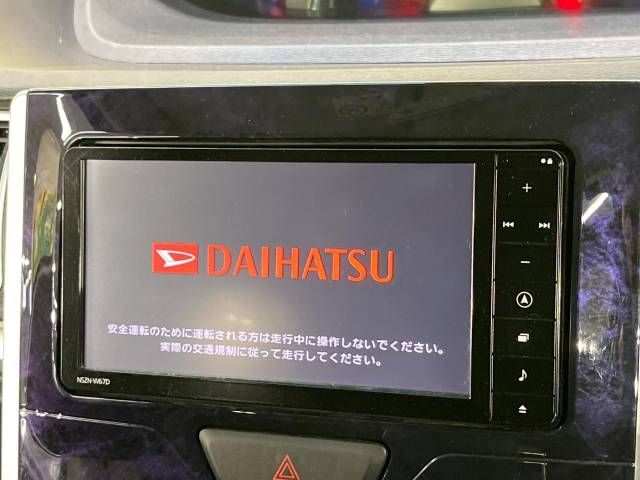 DAIHATSU
安全運転のために運転される方は走行中に操作しないでください。
実際の交通規制に従って走行してください。
NSZN-W67D